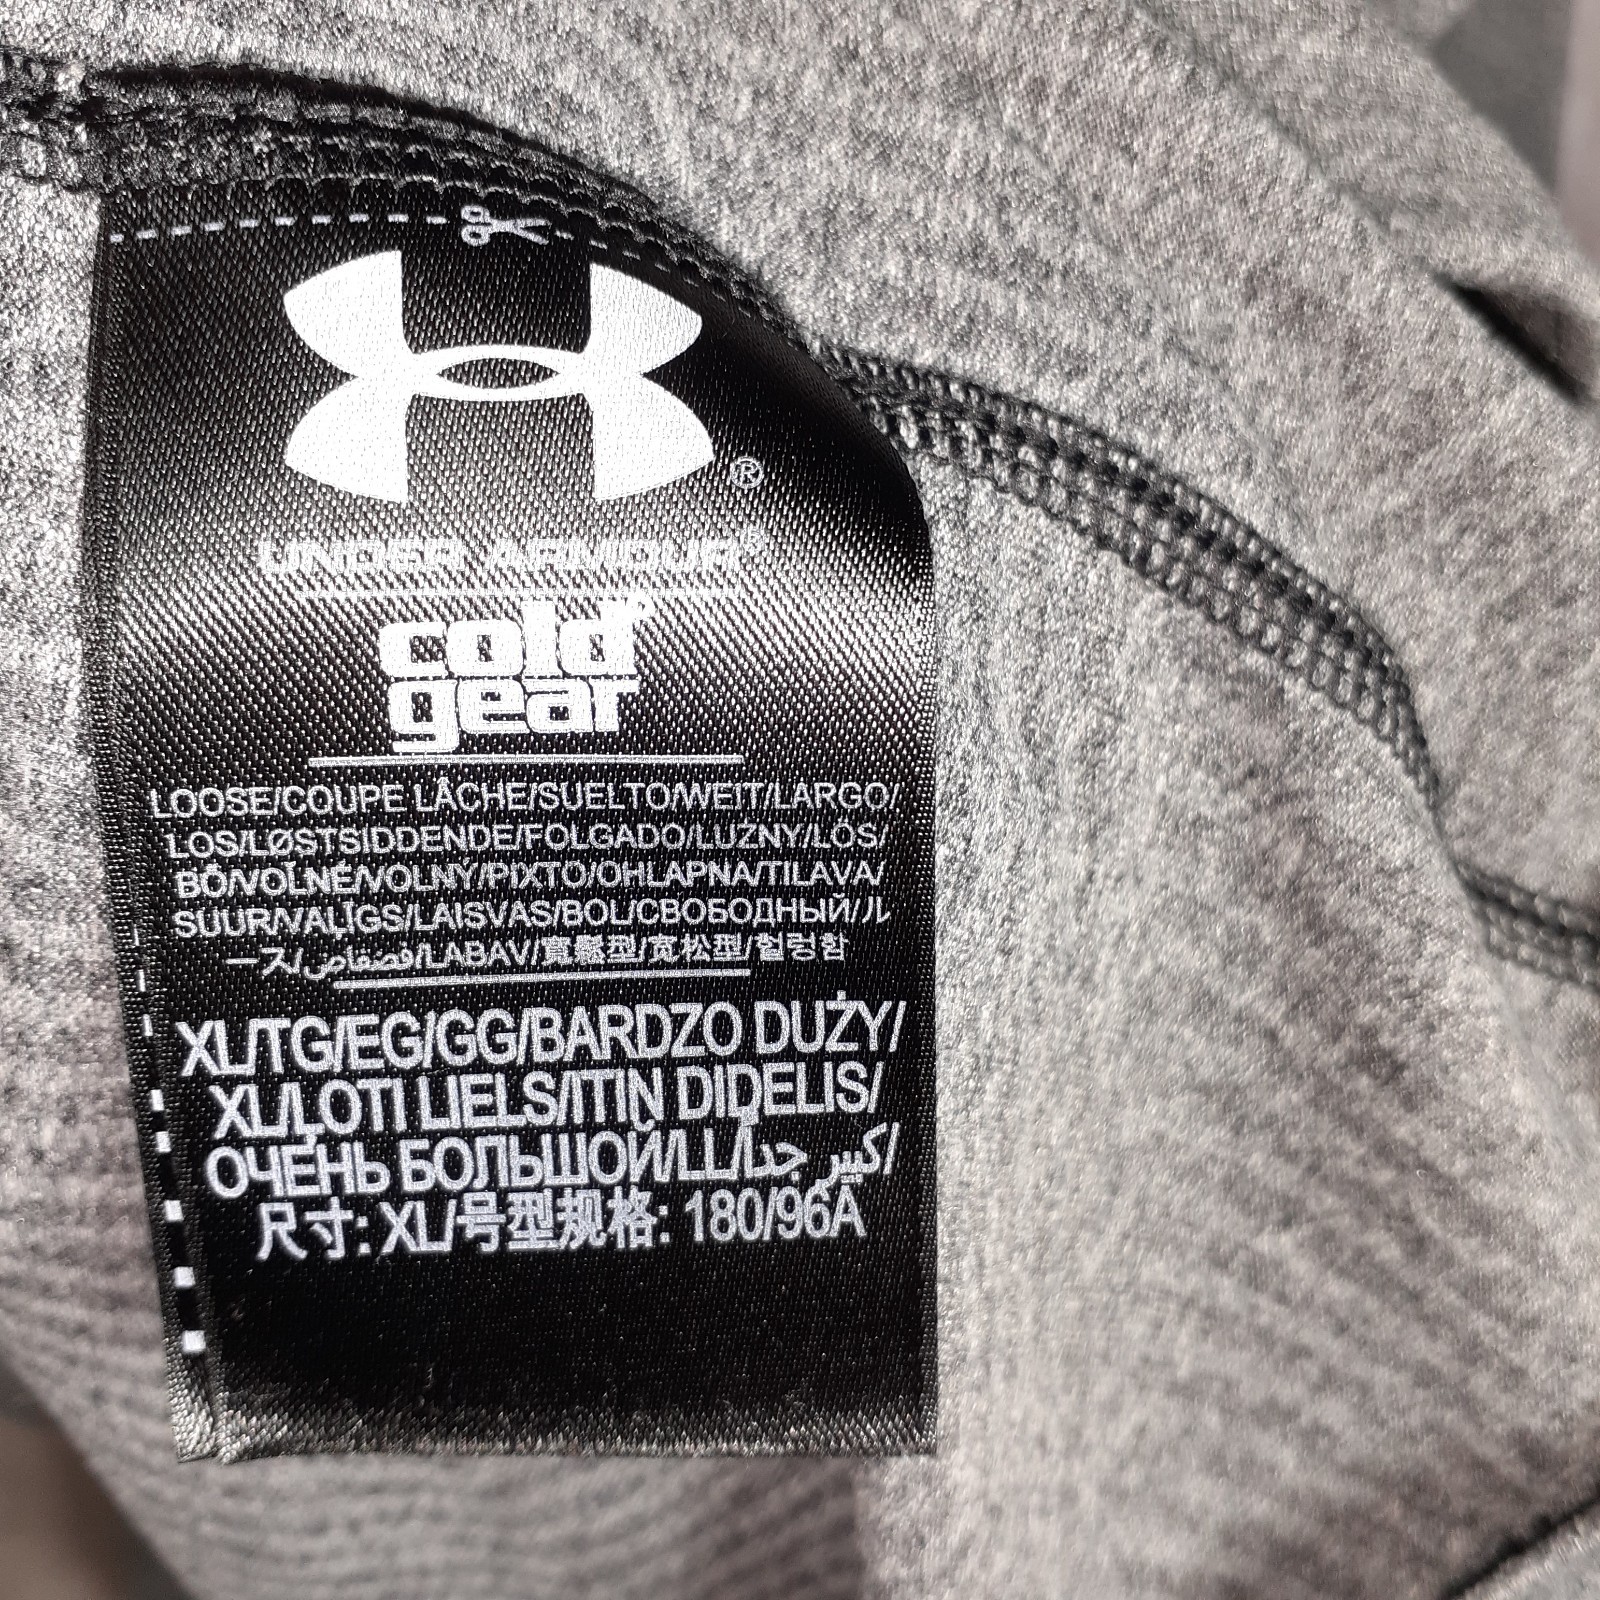 ®
UNDER ARMOUR®
cold®
gear
LOOSE/COUPE LÂCHE/SUELTO/WEIT/LARGO/
LOS/LØSTSIDDENDE/FOLGADO/LUŹNY/LÖS/
BŐ/VOĽNÉ/VOLNÝ/PIXTO/OHLAPNA/TILAVA/
SUUR/VALĪGS/LAISVAS/BOL/СВОБОДНЫЙ/ル
ース/فضفاض/LABAV/寬鬆型/宽松型/헐렁함
XL/TG/EG/GG/BARDZO DUŻY/
XL/ĻOTI LIELS/ITIN DIDELIS/
ОЧЕНЬ БОЛЬШОЙ/LL/كبير جدا/
尺寸: XL/号型规格: 180/96A